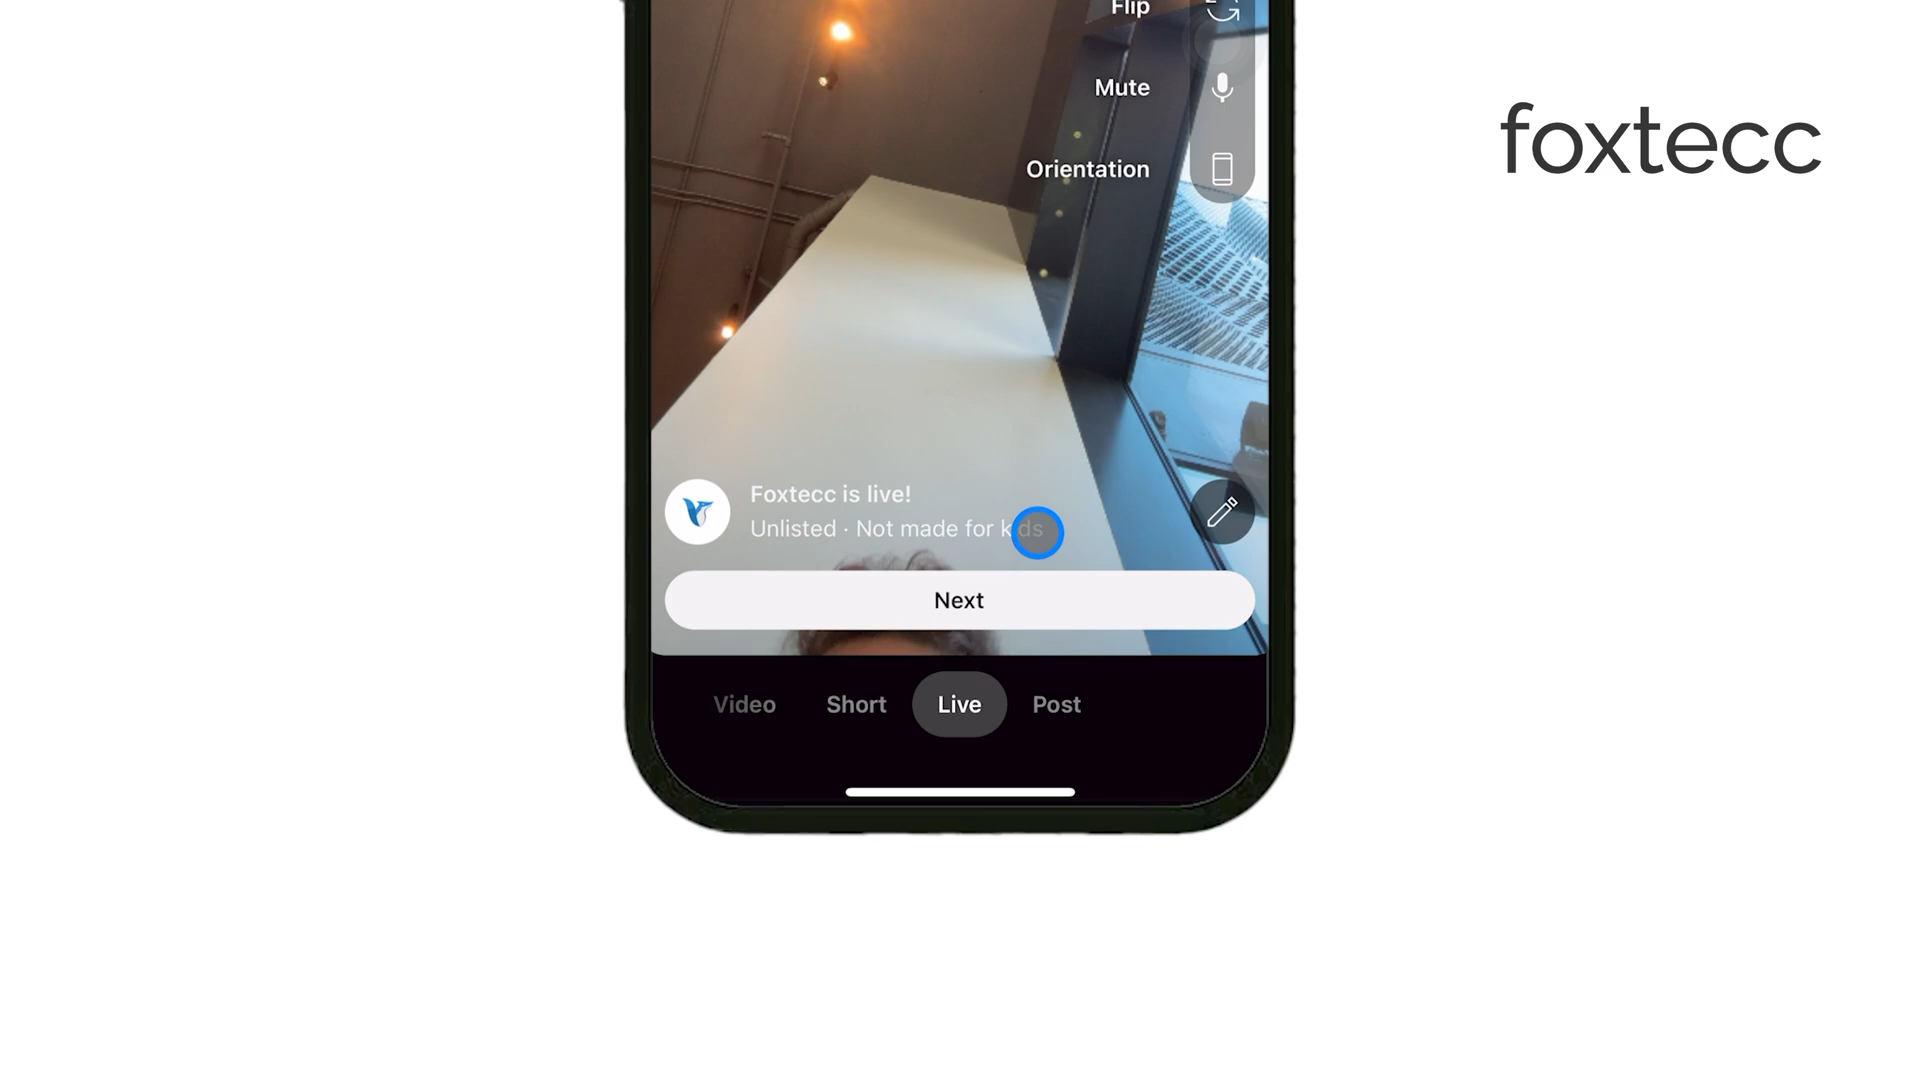 Flip
Mute
foxtecc
Orientation
Foxtecc is live!
Unlisted · Not made for kids
Next
Video
Short
Live
Post